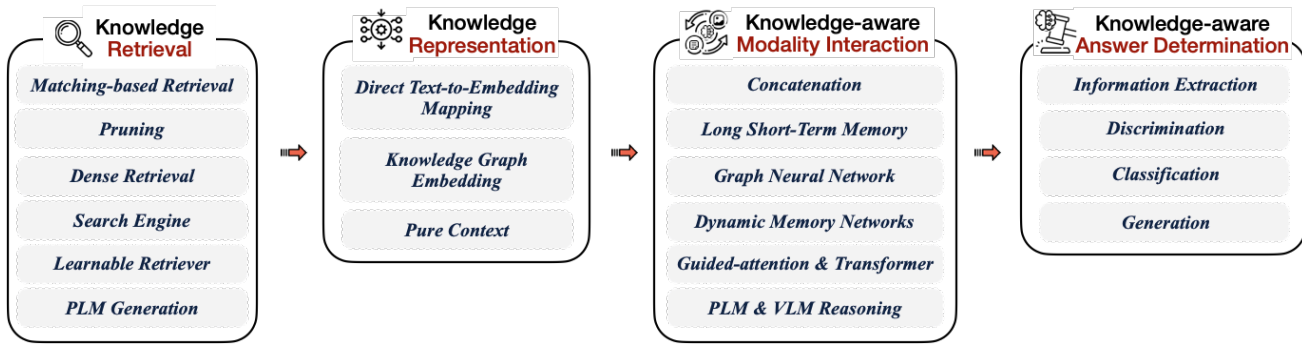 Knowledge
Retrieval
Matching-based Retrieval
Pruning
Dense Retrieval
Search Engine
Learnable Retriever
PLM Generation
Knowledge
Representation
Direct Text-to-Embedding
Mapping
Knowledge Graph
Embedding
Pure Context
Knowledge-aware
Modality Interaction
Concatenation
Long Short-Term Memory
Graph Neural Network
Dynamic Memory Networks
Guided-attention & Transformer
PLM & VLM Reasoning
Knowledge-aware
Answer Determination
Information Extraction
Discrimination
Classification
Generation